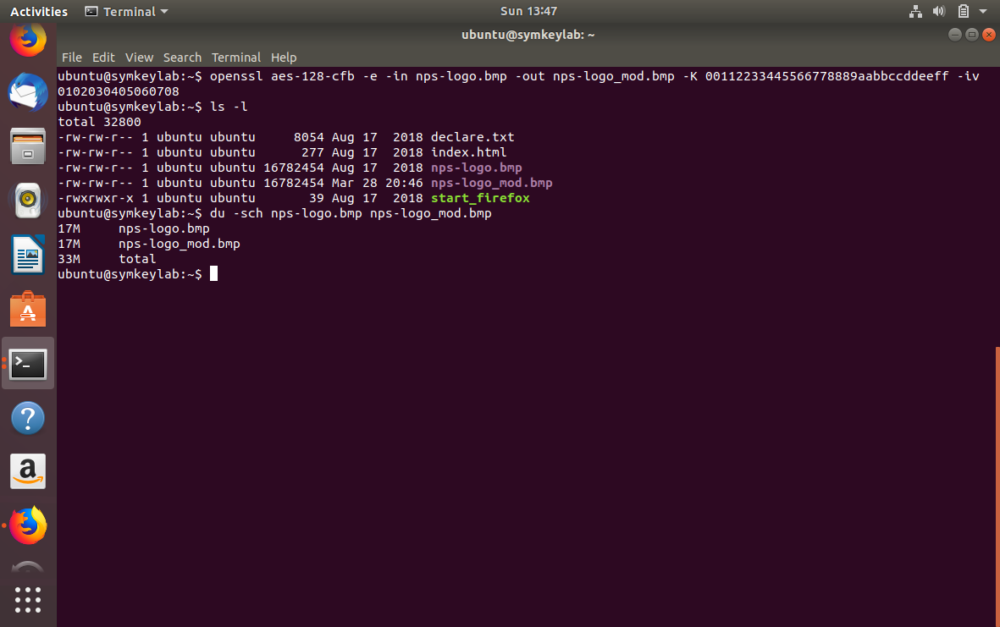 Activities Terminal Sun 13:47
ubuntu@symkeylab: ~
File Edit View Search Terminal Help
ubuntu@symkeylab:~$ openssl aes-128-cfb -e -in nps-logo.bmp -out nps-logo_mod.bmp -K 00112233445566778889aabbccddeeff -iv
0102030405060708
ubuntu@symkeylab:~$ ls -l
total 32800
-rw-rw-r-- 1 ubuntu ubuntu     8054 Aug 17  2018 declare.txt
-rw-rw-r-- 1 ubuntu ubuntu      277 Aug 17  2018 index.html
-rw-rw-r-- 1 ubuntu ubuntu 16782454 Aug 17  2018 nps-logo.bmp
-rw-rw-r-- 1 ubuntu ubuntu 16782454 Mar 28 20:46 nps-logo_mod.bmp
-rwxrwxr-x 1 ubuntu ubuntu       39 Aug 17  2018 start_firefox
ubuntu@symkeylab:~$ du -sch nps-logo.bmp nps-logo_mod.bmp
17M     nps-logo.bmp
17M     nps-logo_mod.bmp
33M     total
ubuntu@symkeylab:~$